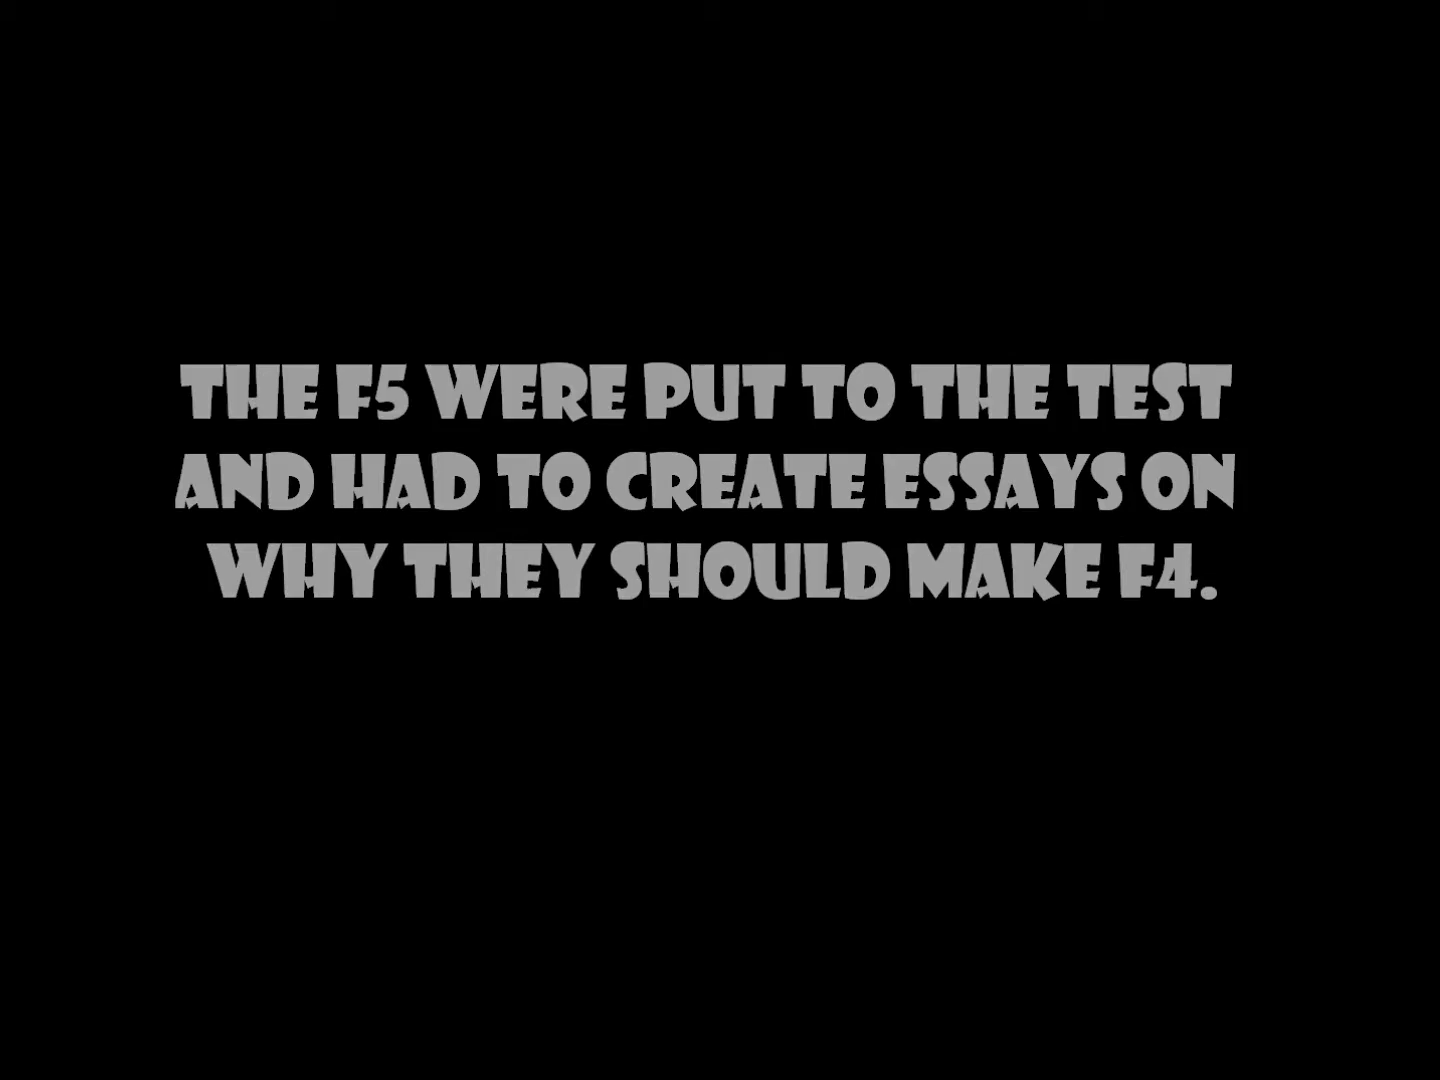 THE F5 WERE PUT TO THE TEST
AND HAD TO CREATE ESSAYS ON
WHY THEY SHOULD MAKE F4.